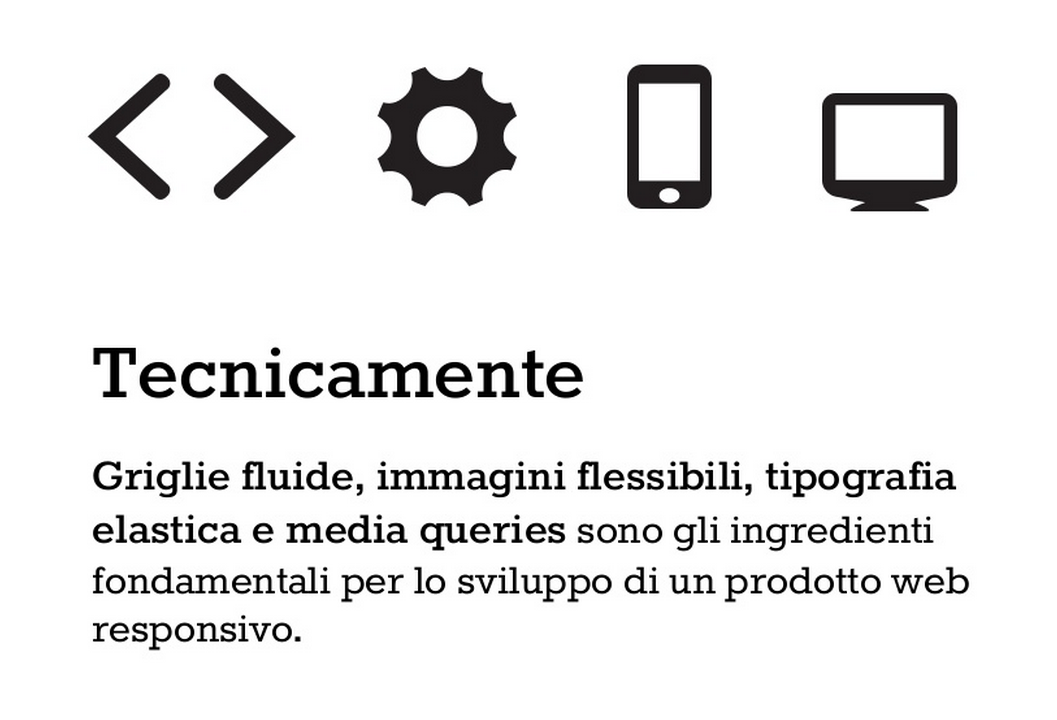 Tecnicamente
Griglie fluide, immagini flessibili, tipografia
elastica e media queries sono gli ingredienti
fondamentali per lo sviluppo di un prodotto web
responsivo.